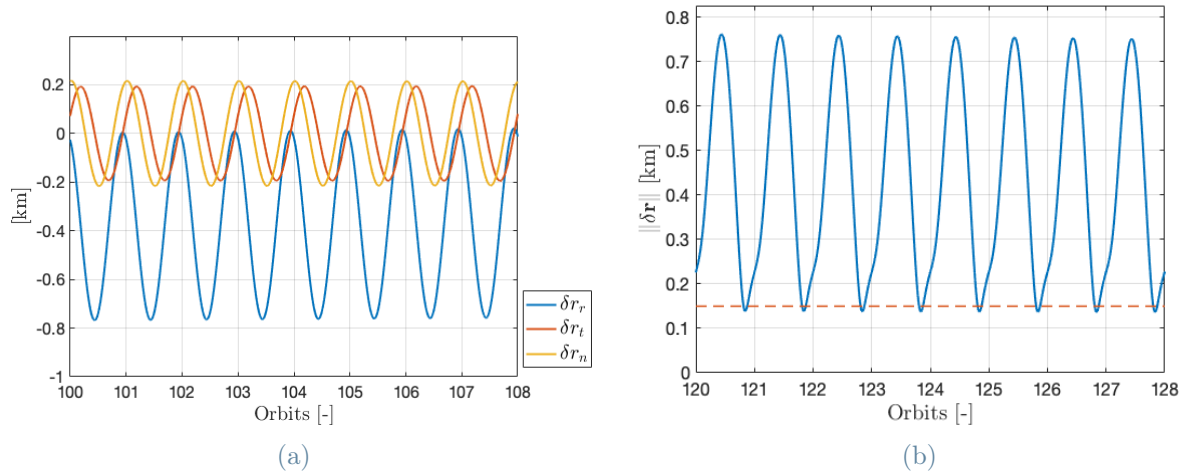 0.2
0
-0.2
-0.4
-0.6
-0.8
-1
[km]
100 101 102 103 104 105 106 107 108
Orbits [-]
δr_r
δr_t
δr_n
(a)
0.8
0.7
0.6
0.5
0.4
0.3
0.2
0.1
0
‖δ𝐫‖ [km]
120 121 122 123 124 125 126 127 128
Orbits [-]
(b)